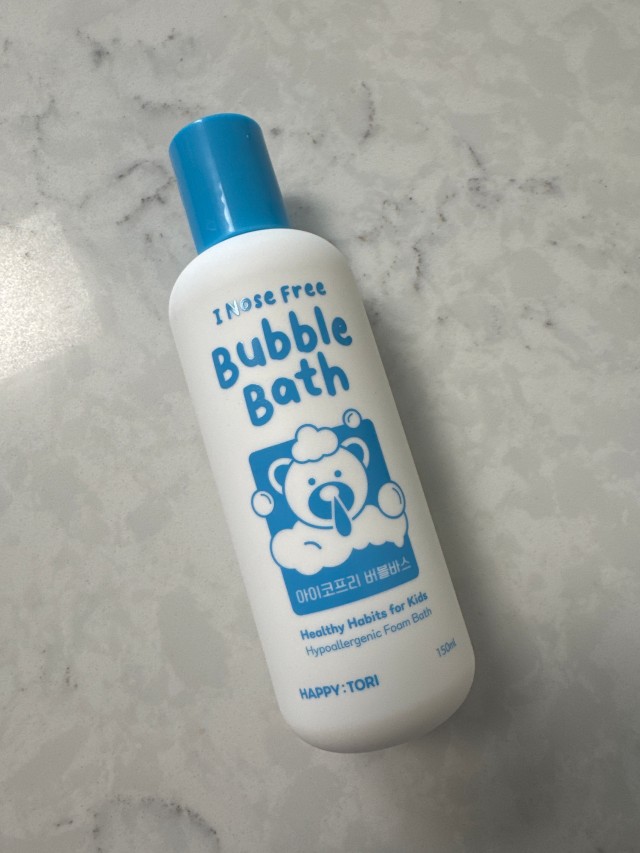 I Nose Free
Bubble
Bath
아이코프리 버블바스
Healthy Habits for Kids
Hypoallergenic Foam Bath
150ml
HAPPY:TORI